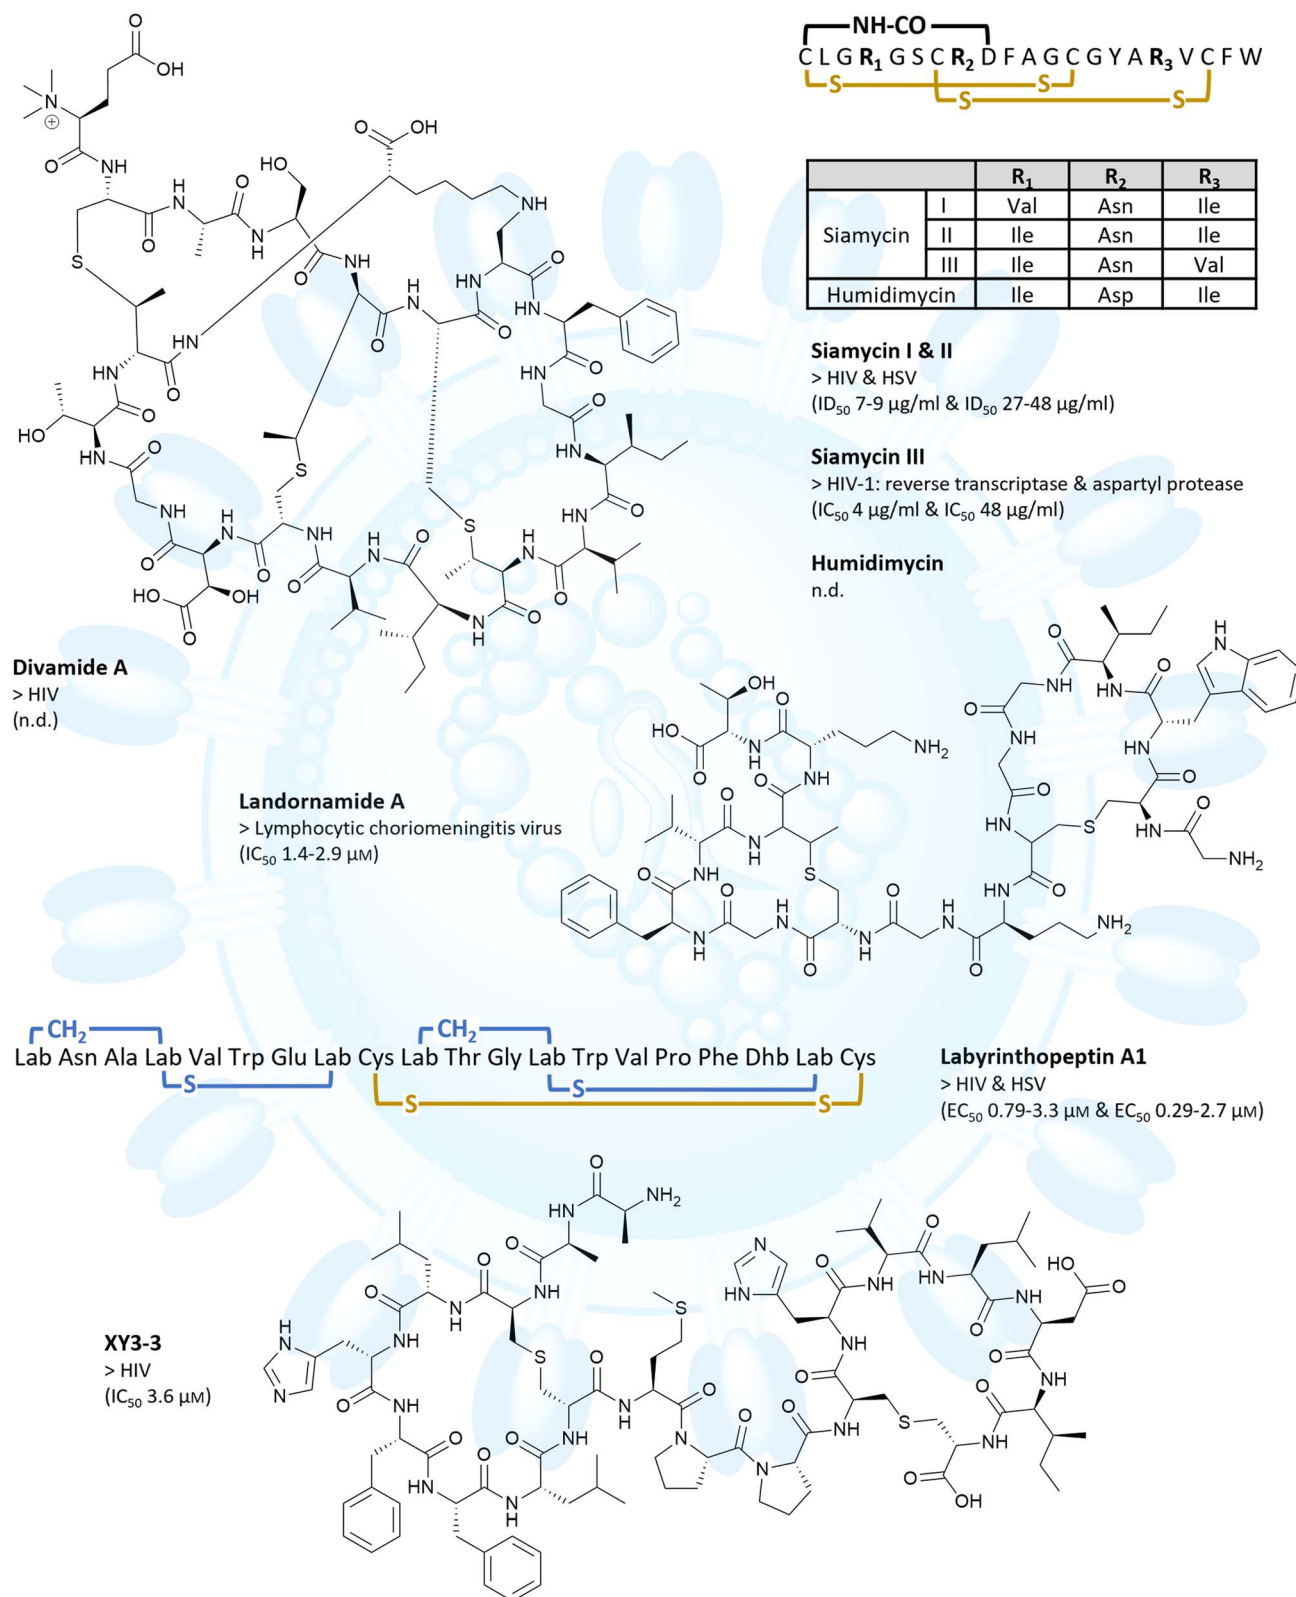 NH-CO
C L G R1 G S C R2 D F A G C G Y A R3 V C F W
S S
S S
R1 R2 R3
Siamycin
I Val Asn Ile
II Ile Asn Ile
III Ile Asn Val
Humidimycin Ile Asp Ile
Siamycin I & II
> HIV & HSV
(ID50 7-9 µg/ml & ID50 27-48 µg/ml)
Siamycin III
> HIV-1: reverse transcriptase & aspartyl protease
(IC50 4 µg/ml & IC50 48 µg/ml)
Humidimycin
n.d.
Divamide A
> HIV
(n.d.)
Landornamide A
> Lymphocytic choriomeningitis virus
(IC50 1.4-2.9 µM)
CH2 CH2
Lab Asn Ala Lab Val Trp Glu Lab Cys Lab Thr Gly Lab Trp Val Pro Phe Dhb Lab Cys
S S
S S
Labyrinthopeptin A1
> HIV & HSV
(EC50 0.79-3.3 µM & EC50 0.29-2.7 µM)
XY3-3
> HIV
(IC50 3.6 µM)